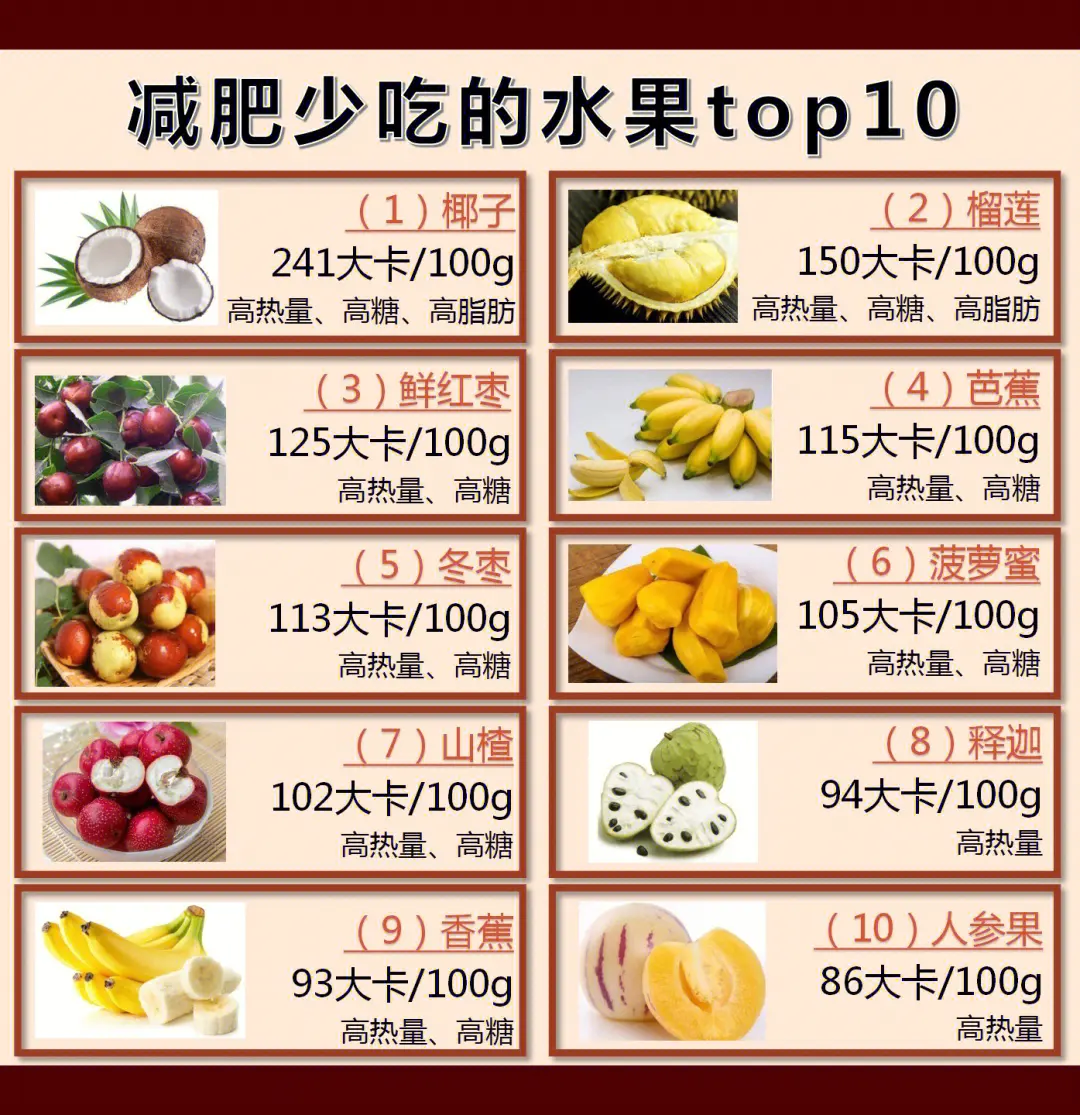 减肥少吃的水果top10
（1）椰子
241大卡/100g
高热量、高糖、高脂肪
（2）榴莲
150大卡/100g
高热量、高糖、高脂肪
（3）鲜红枣
125大卡/100g
高热量、高糖
（4）芭蕉
115大卡/100g
高热量、高糖
（5）冬枣
113大卡/100g
高热量、高糖
（6）菠萝蜜
105大卡/100g
高热量、高糖
（7）山楂
102大卡/100g
高热量、高糖
（8）释迦
94大卡/100g
高热量
（9）香蕉
93大卡/100g
高热量、高糖
（10）人参果
86大卡/100g
高热量